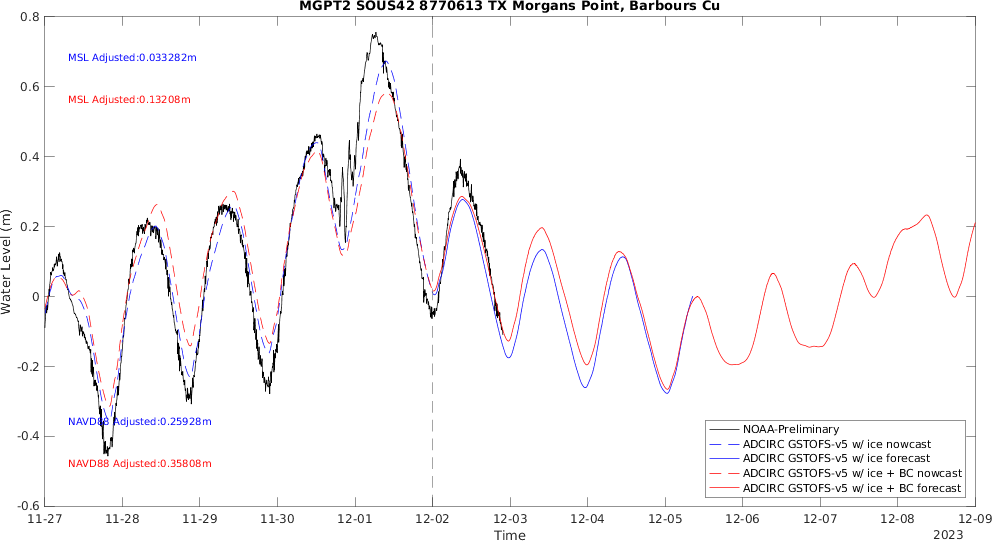 MGPT2 SOUS42 8770613 TX Morgans Point, Barbours Cu
0.8
0.6
0.4
0.2
0
-0.2
-0.4
-0.6
Water Level (m)
MSL Adjusted:0.033282m
MSL Adjusted:0.13208m
NAVD88 Adjusted:0.25928m
NAVD88 Adjusted:0.35808m
NOAA-Preliminary
ADCIRC GSTOFS-v5 w/ ice nowcast
ADCIRC GSTOFS-v5 w/ ice forecast
ADCIRC GSTOFS-v5 w/ ice + BC nowcast
ADCIRC GSTOFS-v5 w/ ice + BC forecast
11-27 11-28 11-29 11-30 12-01 12-02 12-03 12-04 12-05 12-06 12-07 12-08 12-09
Time
2023